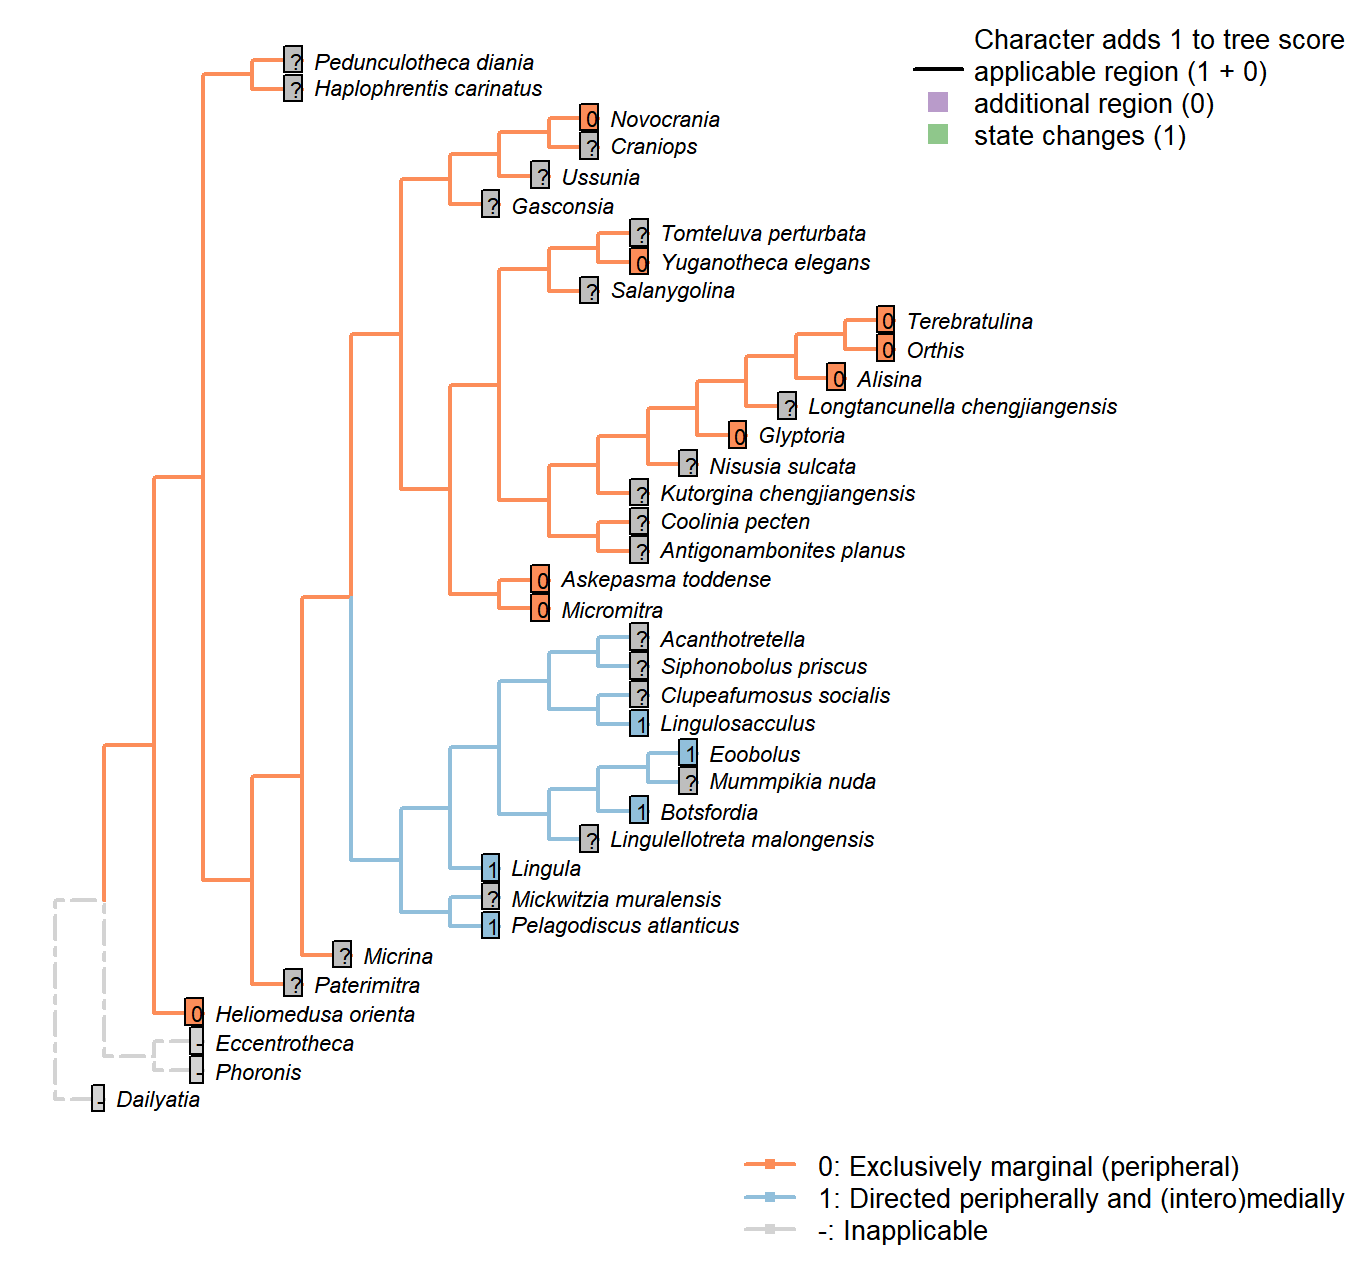 Character adds 1 to tree score
applicable region (1 + 0)
additional region (0)
state changes (1)
? Pedunculotheca diania
? Haplophrentis carinatus
0 Novocrania
? Craniops
? Ussunia
? Gasconsia
? Tomteluva perturbata
0 Yuganotheca elegans
? Salanygolina
0 Terebratulina
0 Orthis
0 Alisina
? Longtancunella chengjiangensis
0 Glyptoria
? Nisusia sulcata
? Kutorgina chengjiangensis
? Coolinia pecten
? Antigonambonites planus
0 Askepasma toddense
0 Micromitra
? Acanthotretella
? Siphonobolus priscus
? Clupeafumosus socialis
1 Lingulosacculus
1 Eoobolus
? Mummpikia nuda
1 Botsfordia
? Lingulellotreta malongensis
1 Lingula
? Mickwitzia muralensis
1 Pelagodiscus atlanticus
? Micrina
? Paterimitra
0 Heliomedusa orienta
- Eccentrotheca
- Phoronis
- Dailyatia
0: Exclusively marginal (peripheral)
1: Directed peripherally and (intero)medially
-: Inapplicable